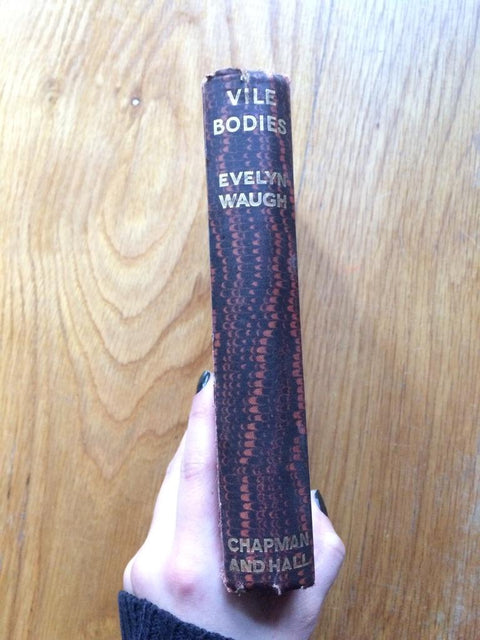 VILE
BODIES
EVELYN
WAUGH
CHAPMAN
AND HALL